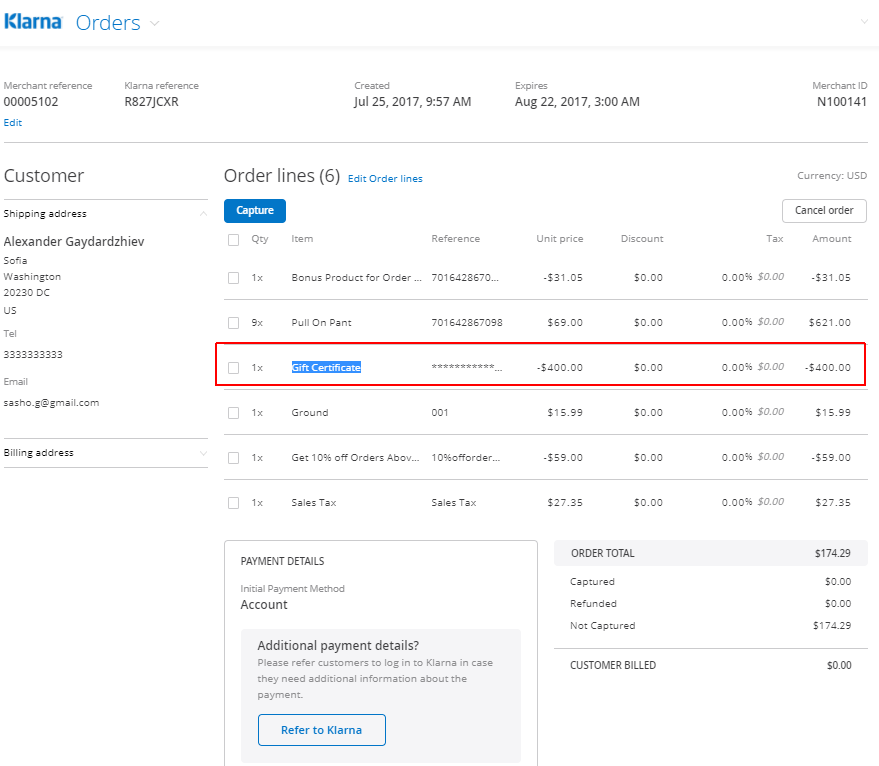 Klarna Orders
Merchant reference Klarna reference Created Expires Merchant ID
00005102 R827JCXR Jul 25, 2017, 9:57 AM Aug 22, 2017, 3:00 AM N100141
Edit
Customer
Shipping address
Alexander Gaydardzhiev
Sofia
Washington
20230 DC
US
Tel
3333333333
Email
sasho.g@gmail.com
Billing address
Order lines (6) Edit Order lines Currency: USD
Capture Cancel order
Qty Item Reference Unit price Discount Tax Amount
1x Bonus Product for Order ... 7016428670... -$31.05 $0.00 0.00% $0.00 -$31.05
9x Pull On Pant 701642867098 $69.00 $0.00 0.00% $0.00 $621.00
1x Gift Certificate ***********... -$400.00 $0.00 0.00% $0.00 -$400.00
1x Ground 001 $15.99 $0.00 0.00% $0.00 $15.99
1x Get 10% off Orders Abov... 10%offorder... -$59.00 $0.00 0.00% $0.00 -$59.00
1x Sales Tax Sales Tax $27.35 $0.00 0.00% $0.00 $27.35
PAYMENT DETAILS
Initial Payment Method
Account
Additional payment details?
Please refer customers to log in to Klarna in case
they need additional information about the
payment.
Refer to Klarna
ORDER TOTAL $174.29
Captured $0.00
Refunded $0.00
Not Captured $174.29
CUSTOMER BILLED $0.00